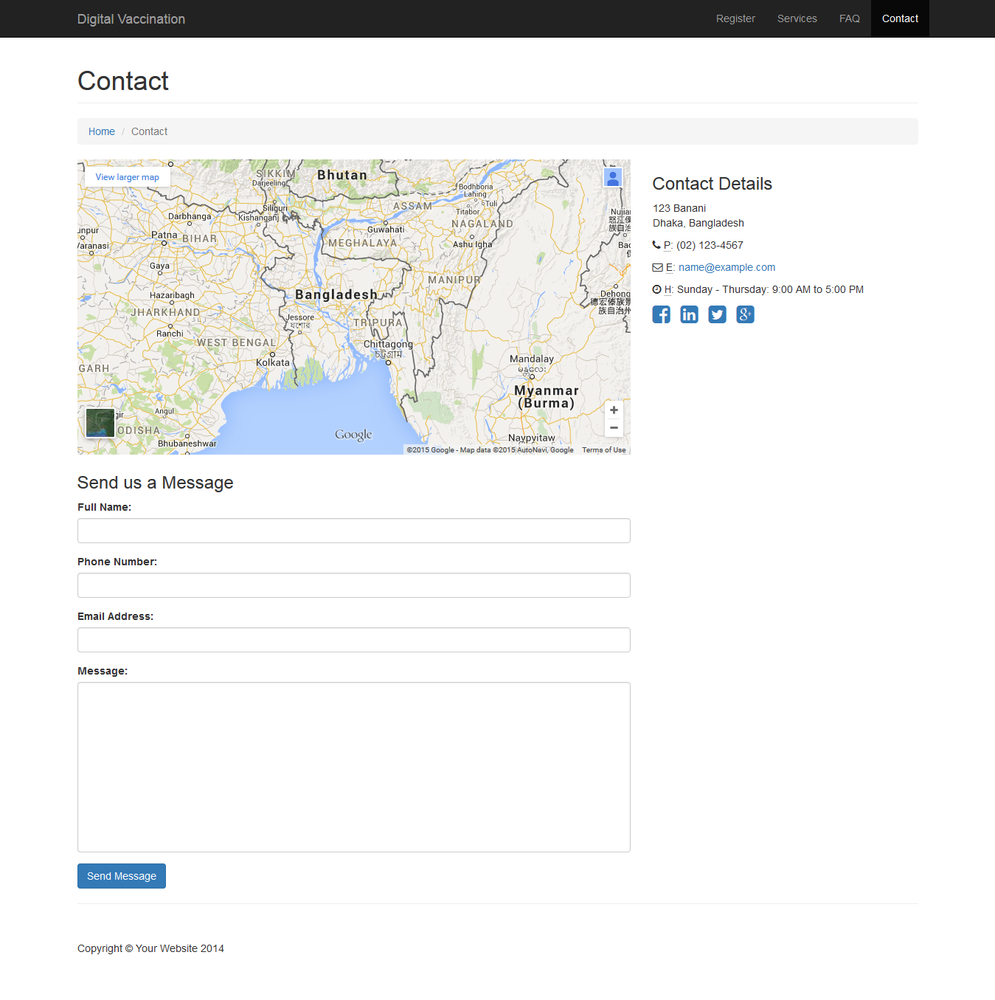 Digital Vaccination
Register
Services
FAQ
Contact
Contact
Home / Contact
View larger map
SIKKIM
Darjeeling
Bhutan
Bodhboria
Lahing
Tuli
Titabor
Siliguri
Kishanganj
Darbhanga
ASSAM
NAGALAND
Guwahati
Patna
BIHAR
MEGHALAYA
Ashu Igha
Varanasi
Gaya
MANIPUR
Hazaribagh
Bangladesh
Dehong
JHARKHAND
Jessore
যশোর
TRIPURA
Ranchi
WEST BENGAL
Chittagong
চট্টগ্রাম
Kolkata
Mandalay
GARH
Myanmar
(Burma)
Angul
ODISHA
Bhubaneshwar
Naypyitaw
Google
+
−
©2015 Google - Map data ©2015 AutoNavi, Google
Terms of Use
Contact Details
123 Banani
Dhaka, Bangladesh
P: (02) 123-4567
E: name@example.com
H: Sunday - Thursday: 9:00 AM to 5:00 PM
Send us a Message
Full Name:
Phone Number:
Email Address:
Message:
Send Message
Copyright © Your Website 2014